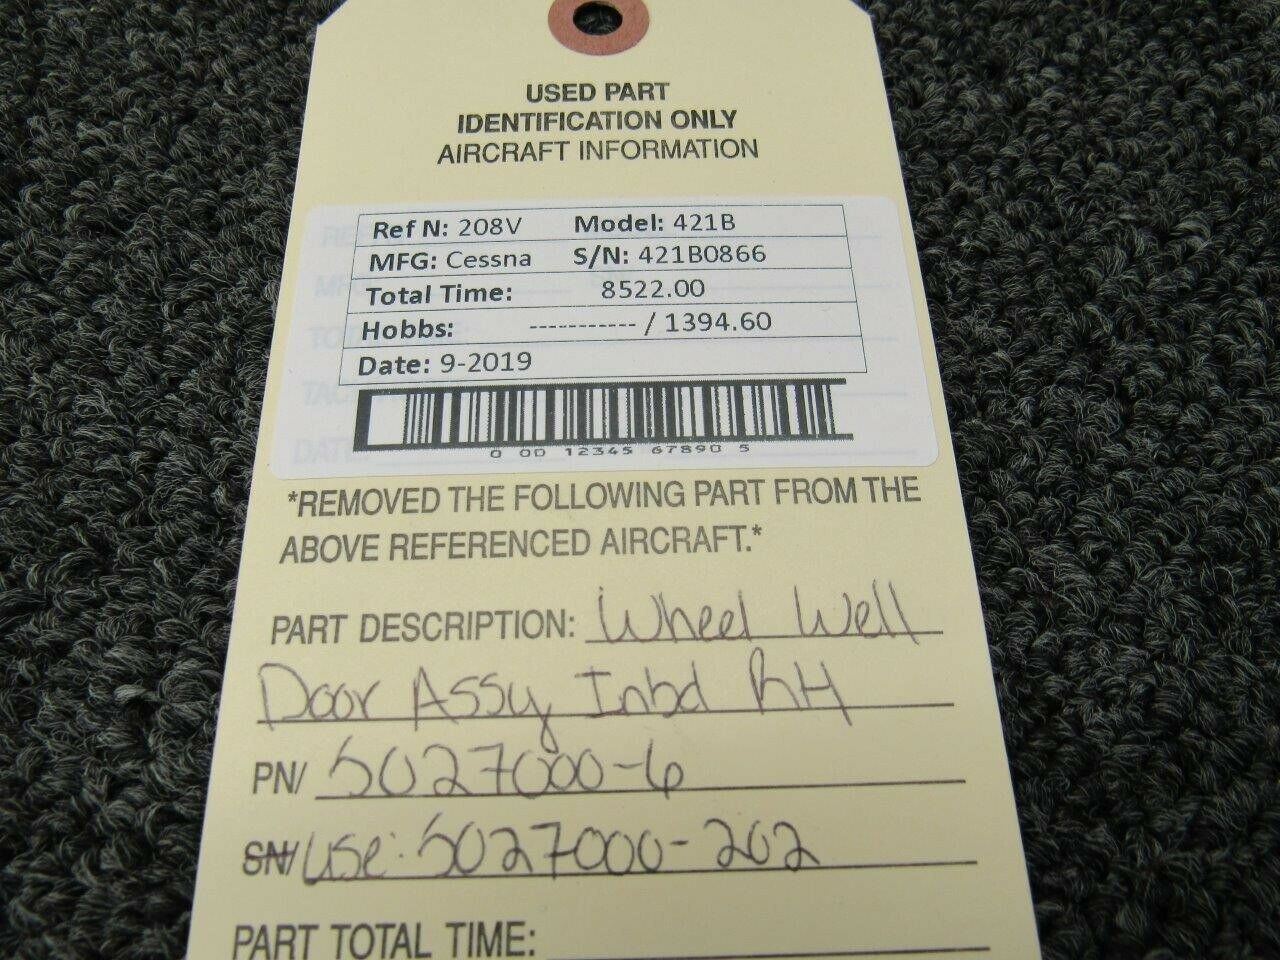 USED PART
IDENTIFICATION ONLY
AIRCRAFT INFORMATION
Ref N: 208V Model: 421B
MFG: Cessna S/N: 421B0866
Total Time: 8522.00
Hobbs: ----------- / 1394.60
Date: 9-2019
0 00 12345 67890 5
*REMOVED THE FOLLOWING PART FROM THE
ABOVE REFERENCED AIRCRAFT.*
PART DESCRIPTION: Wheel Well
Door Assy Inbd RH
PN/ 5027000-6
SN/ use: 5027000-202
PART TOTAL TIME: